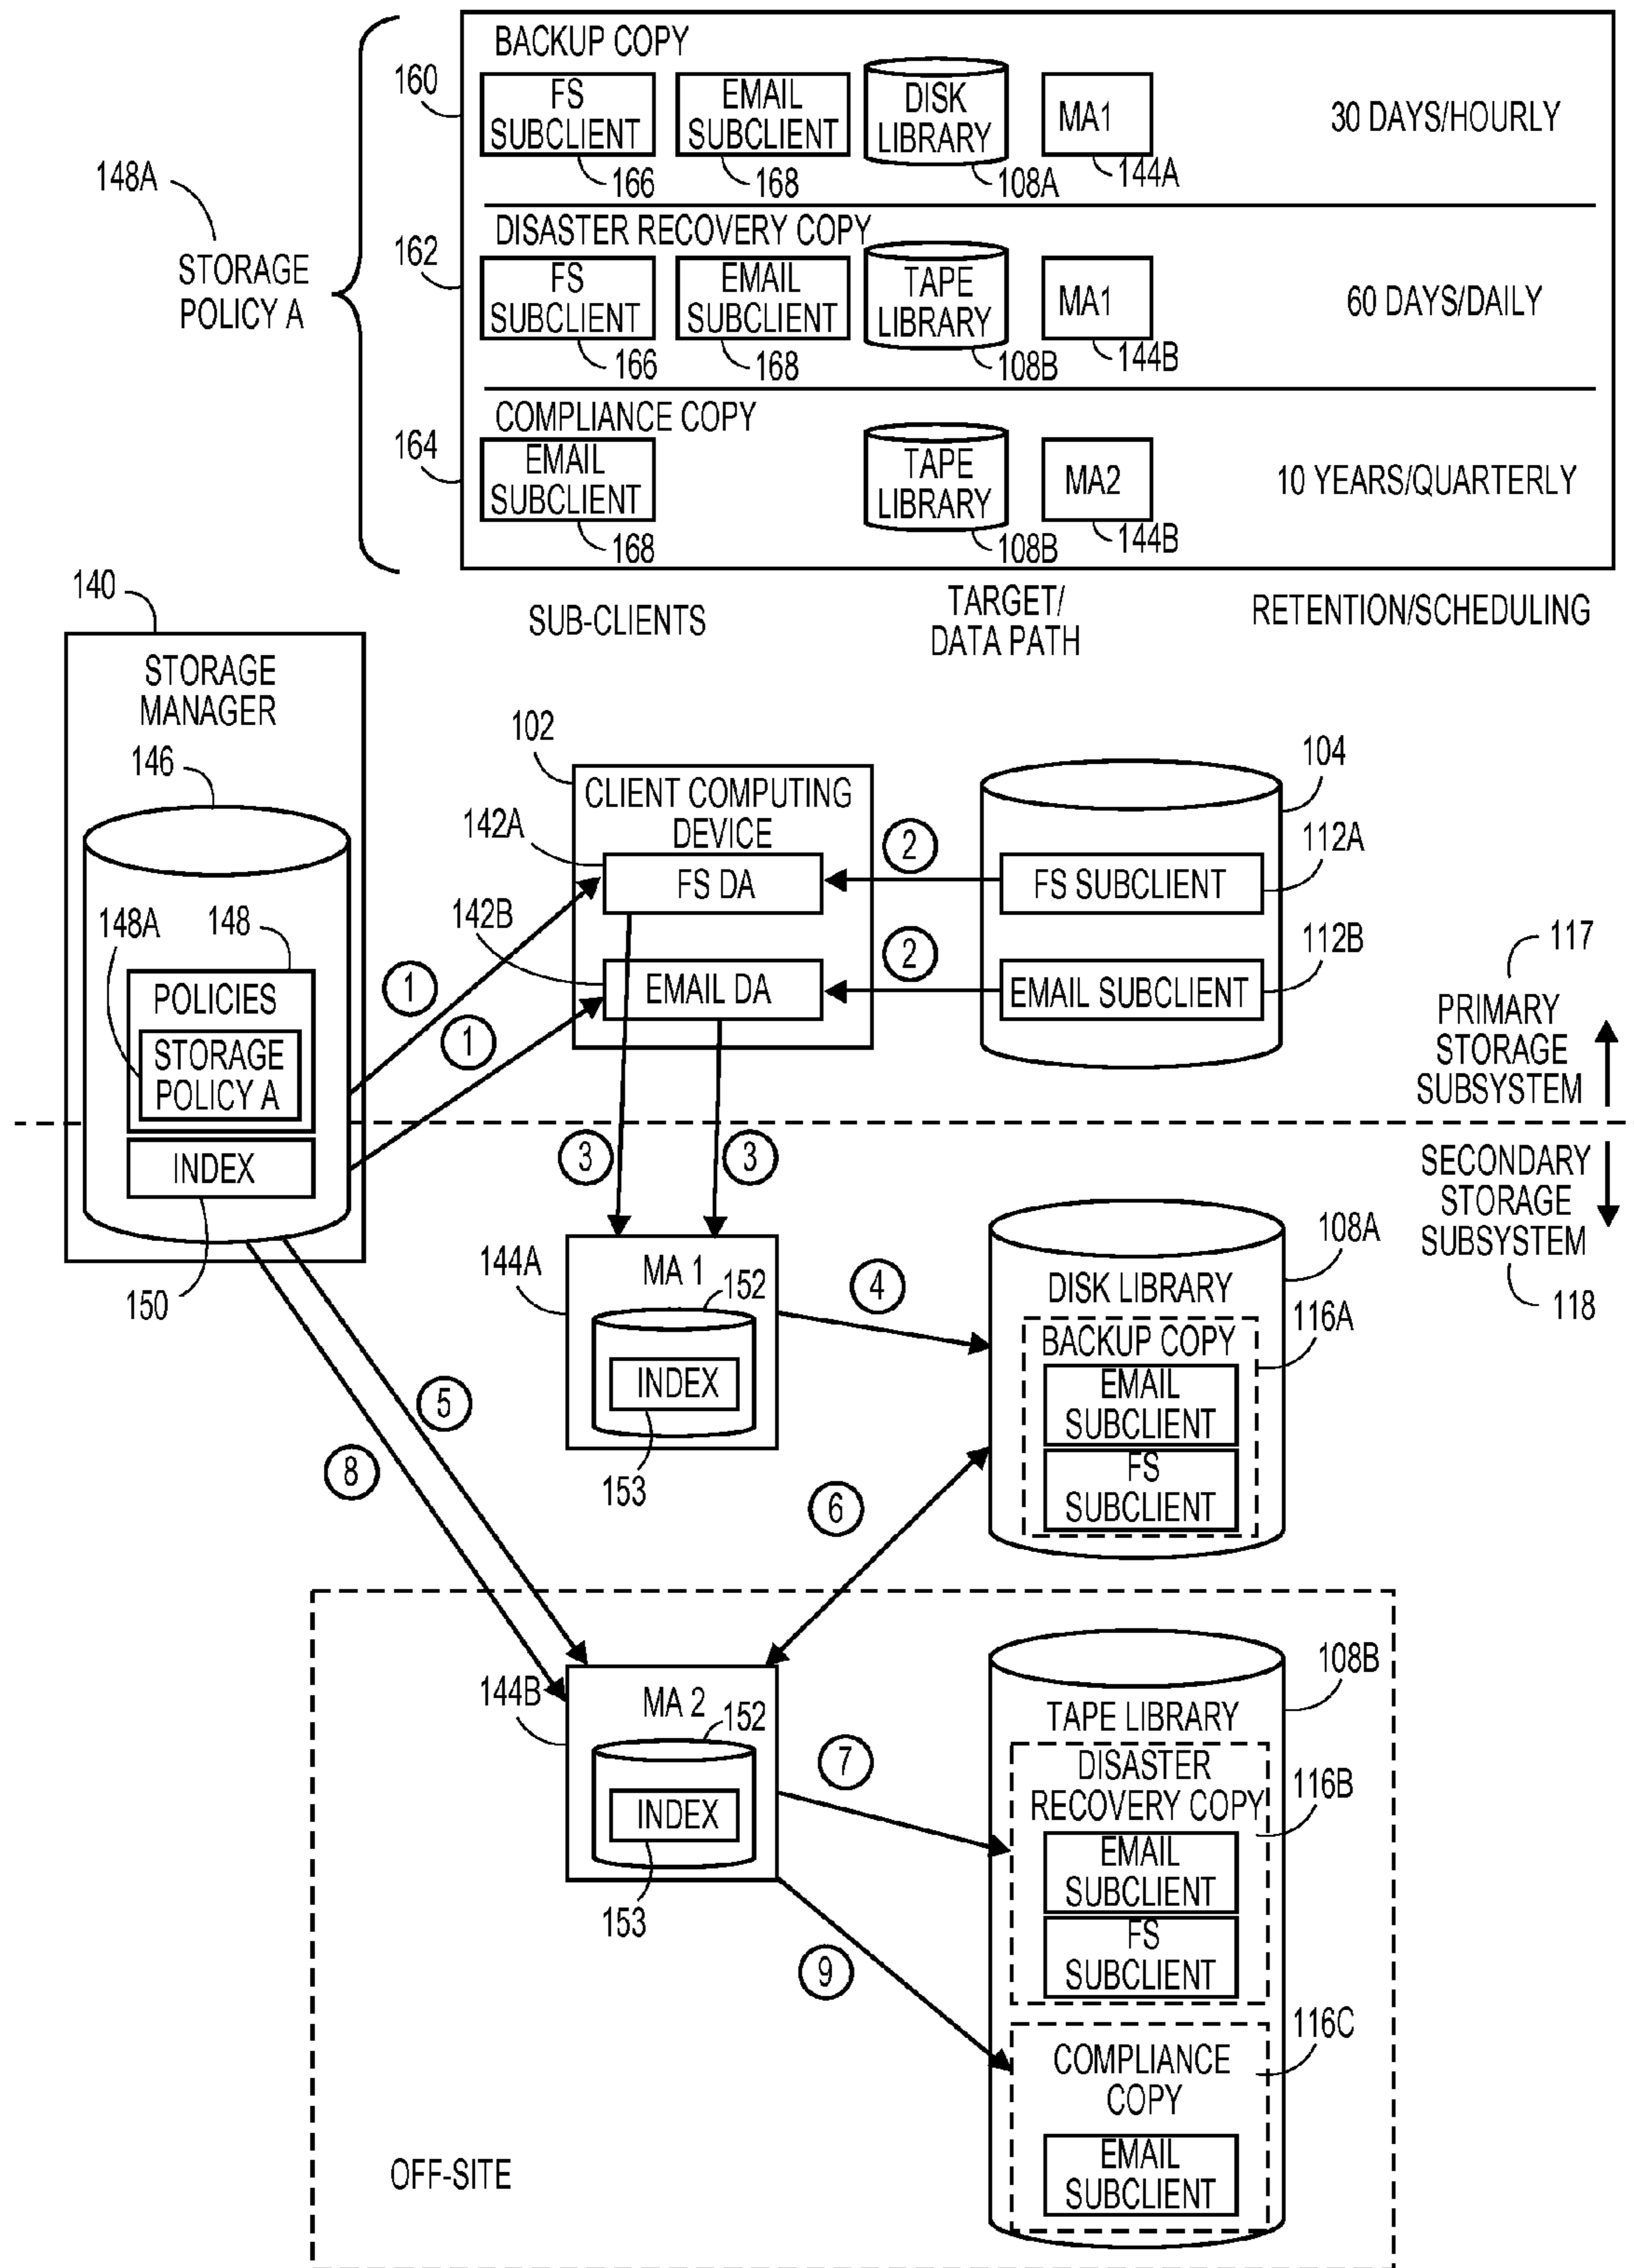 BACKUP COPY
160
FS
SUBCLIENT
166
EMAIL
SUBCLIENT
168
DISK
LIBRARY
108A
MA1
144A
30 DAYS/HOURLY
148A
STORAGE
POLICY A
DISASTER RECOVERY COPY
162
FS
SUBCLIENT
166
EMAIL
SUBCLIENT
168
TAPE
LIBRARY
108B
MA1
144B
60 DAYS/DAILY
COMPLIANCE COPY
164
EMAIL
SUBCLIENT
168
TAPE
LIBRARY
108B
MA2
144B
10 YEARS/QUARTERLY
SUB-CLIENTS
TARGET/
DATA PATH
RETENTION/SCHEDULING
140
STORAGE
MANAGER
146
148A
148
POLICIES
STORAGE
POLICY A
INDEX
150
1
1
102
CLIENT COMPUTING
DEVICE
142A
FS DA
142B
EMAIL DA
2
2
104
FS SUBCLIENT
112A
EMAIL SUBCLIENT
112B
117
PRIMARY
STORAGE
SUBSYSTEM
SECONDARY
STORAGE
SUBSYSTEM
118
3
3
144A
MA 1
152
INDEX
153
4
108A
DISK LIBRARY
BACKUP COPY
116A
EMAIL
SUBCLIENT
FS
SUBCLIENT
5
8
6
144B
MA 2
152
INDEX
153
7
9
108B
TAPE LIBRARY
DISASTER
RECOVERY COPY
116B
EMAIL
SUBCLIENT
FS
SUBCLIENT
116C
COMPLIANCE
COPY
EMAIL
SUBCLIENT
OFF-SITE